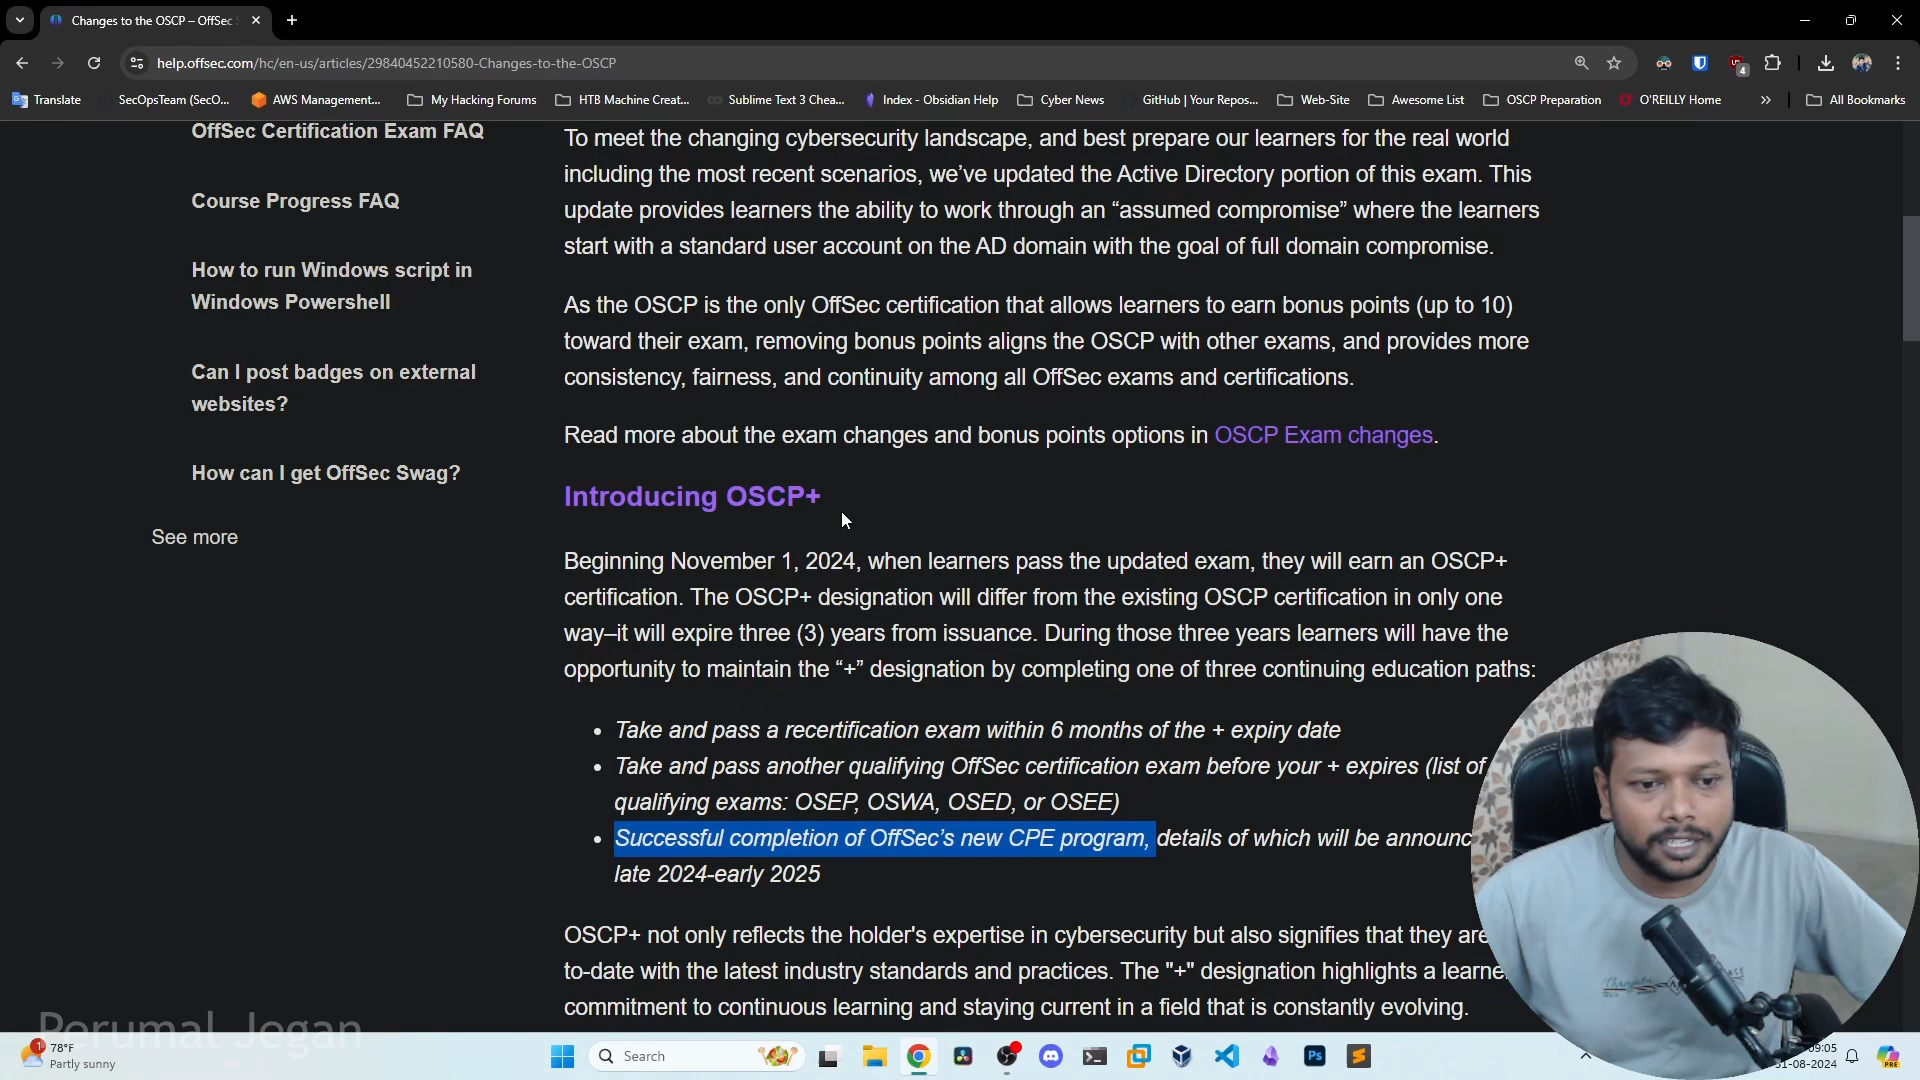 Changes to the OSCP – OffSec
help.offsec.com/hc/en-us/articles/29840452210580-Changes-to-the-OSCP
4
Translate
SecOpsTeam (SecO...
AWS Management...
My Hacking Forums
HTB Machine Creat...
Sublime Text 3 Chea...
Index - Obsidian Help
Cyber News
GitHub | Your Repos...
Web-Site
Awesome List
OSCP Preparation
O'REILLY Home
All Bookmarks
OffSec Certification Exam FAQ
Course Progress FAQ
How to run Windows script in
Windows Powershell
Can I post badges on external
websites?
How can I get OffSec Swag?
See more
To meet the changing cybersecurity landscape, and best prepare our learners for the real world
including the most recent scenarios, we’ve updated the Active Directory portion of this exam. This
update provides learners the ability to work through an “assumed compromise” where the learners
start with a standard user account on the AD domain with the goal of full domain compromise.
As the OSCP is the only OffSec certification that allows learners to earn bonus points (up to 10)
toward their exam, removing bonus points aligns the OSCP with other exams, and provides more
consistency, fairness, and continuity among all OffSec exams and certifications.
Read more about the exam changes and bonus points options in OSCP Exam changes.
Introducing OSCP+
Beginning November 1, 2024, when learners pass the updated exam, they will earn an OSCP+
certification. The OSCP+ designation will differ from the existing OSCP certification in only one
way–it will expire three (3) years from issuance. During those three years learners will have the
opportunity to maintain the “+” designation by completing one of three continuing education paths:
• Take and pass a recertification exam within 6 months of the + expiry date
• Take and pass another qualifying OffSec certification exam before your + expires (list of
qualifying exams: OSEP, OSWA, OSED, or OSEE)
• Successful completion of OffSec’s new CPE program, details of which will be announc
late 2024-early 2025
OSCP+ not only reflects the holder's expertise in cybersecurity but also signifies that they are
to-date with the latest industry standards and practices. The "+" designation highlights a learne
commitment to continuous learning and staying current in a field that is constantly evolving.
Perumal Jegan
1
78°F
Partly sunny
Search
Ps
PRE
09:05
31-08-2024